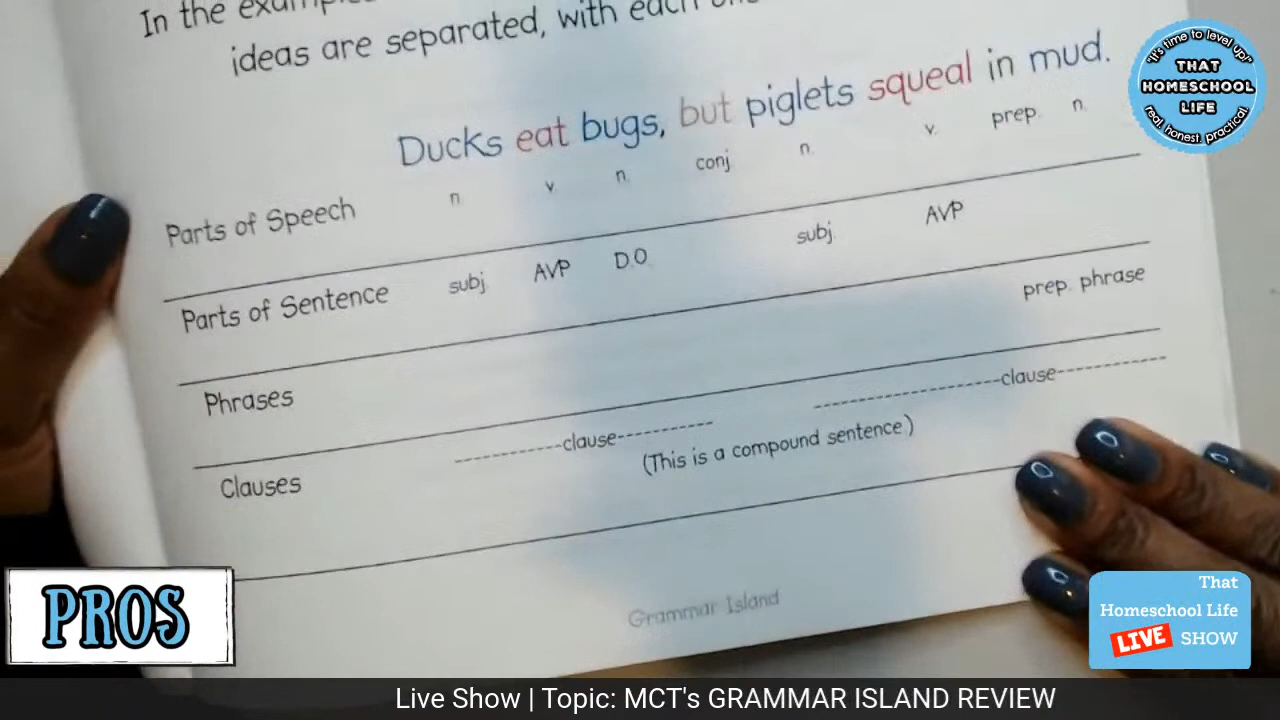 In the
ideas are separated, with each
Ducks eat bugs, but piglets squeal in mud.
Parts of Speech n. v. n. conj. n. v. prep. n.
Parts of Sentence subj. AVP D.O. subj. AVP
Phrases prep. phrase
Clauses ----------clause---------- ----------clause----------
(This is a compound sentence.)
Grammar Island
"it's time to level up!"
THAT
HOMESCHOOL
LIFE
real. honest. practical.
PROS
That
Homeschool Life
LIVE SHOW
Live Show | Topic: MCT's GRAMMAR ISLAND REVIEW